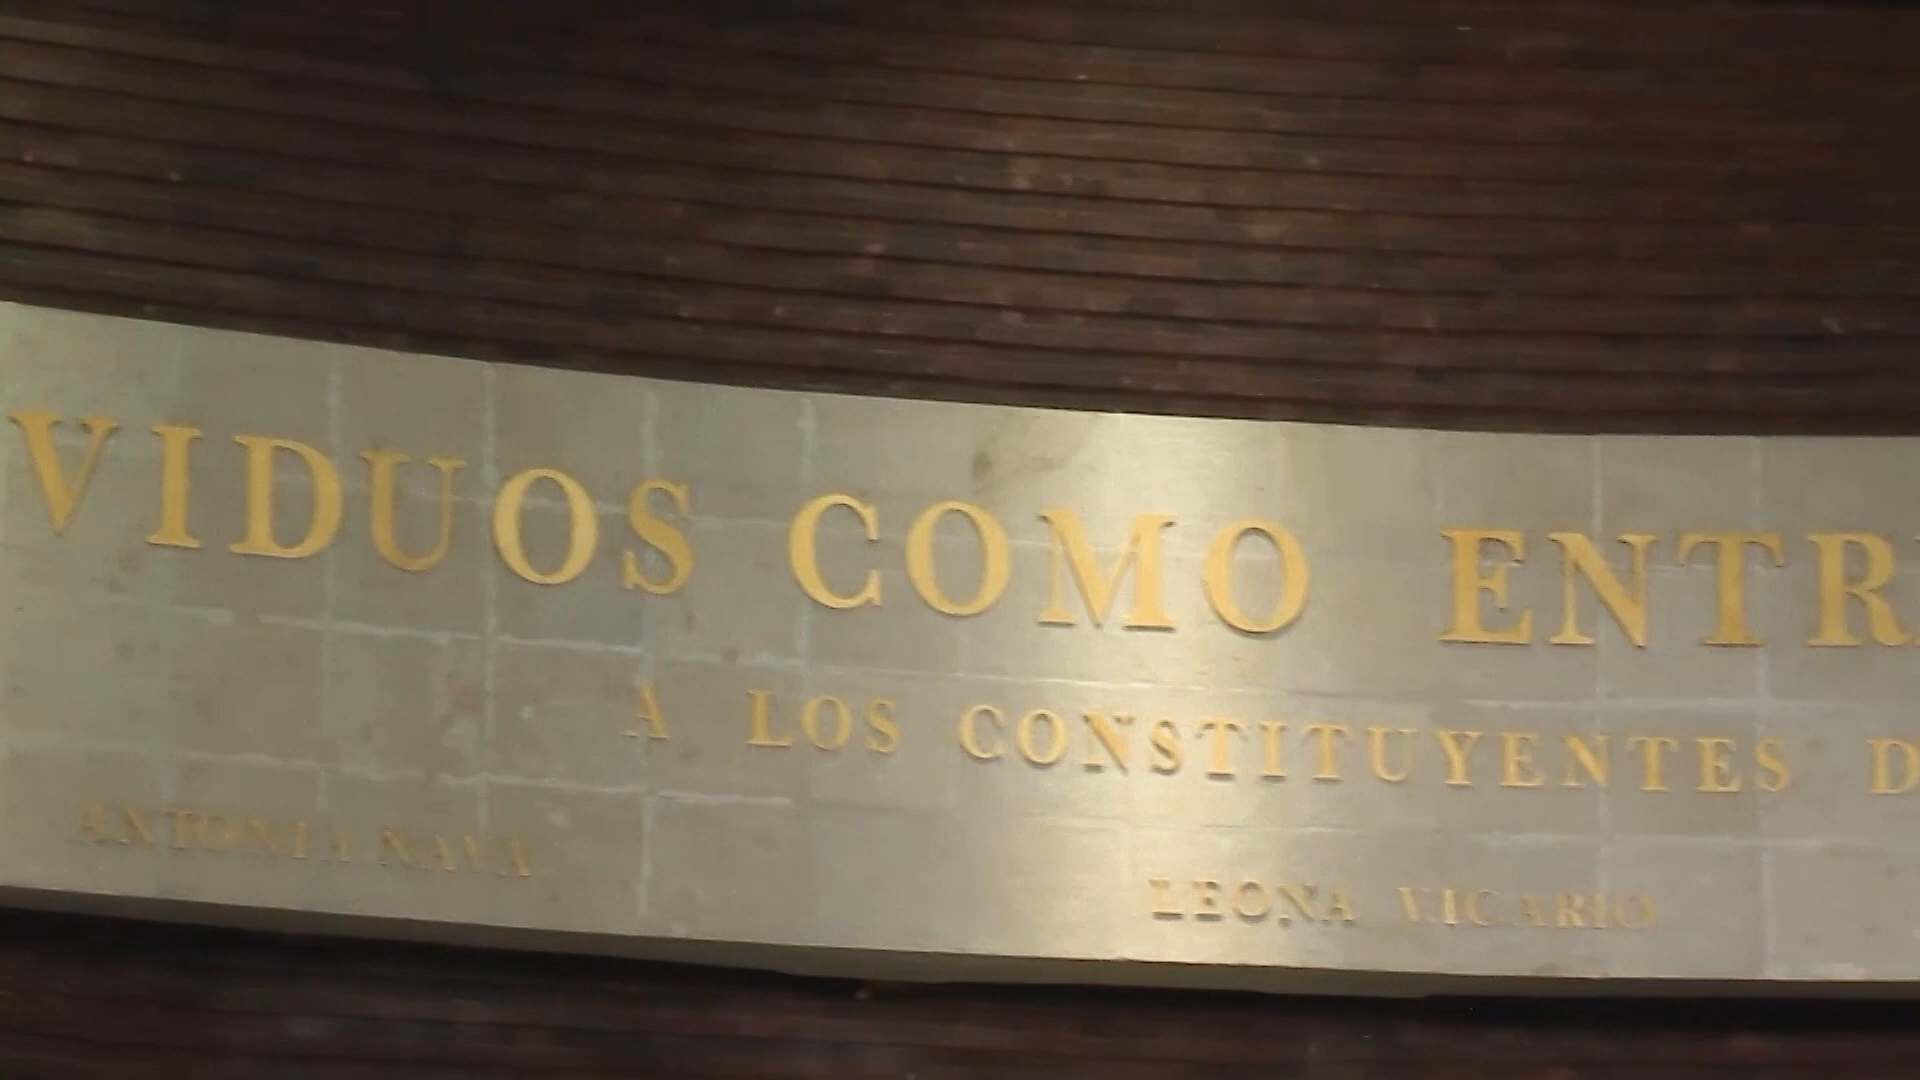 VIDUOS COMO ENTR
A LOS CONSTITUYENTES D
ANTONIA NAVA
LEONA VICARIO